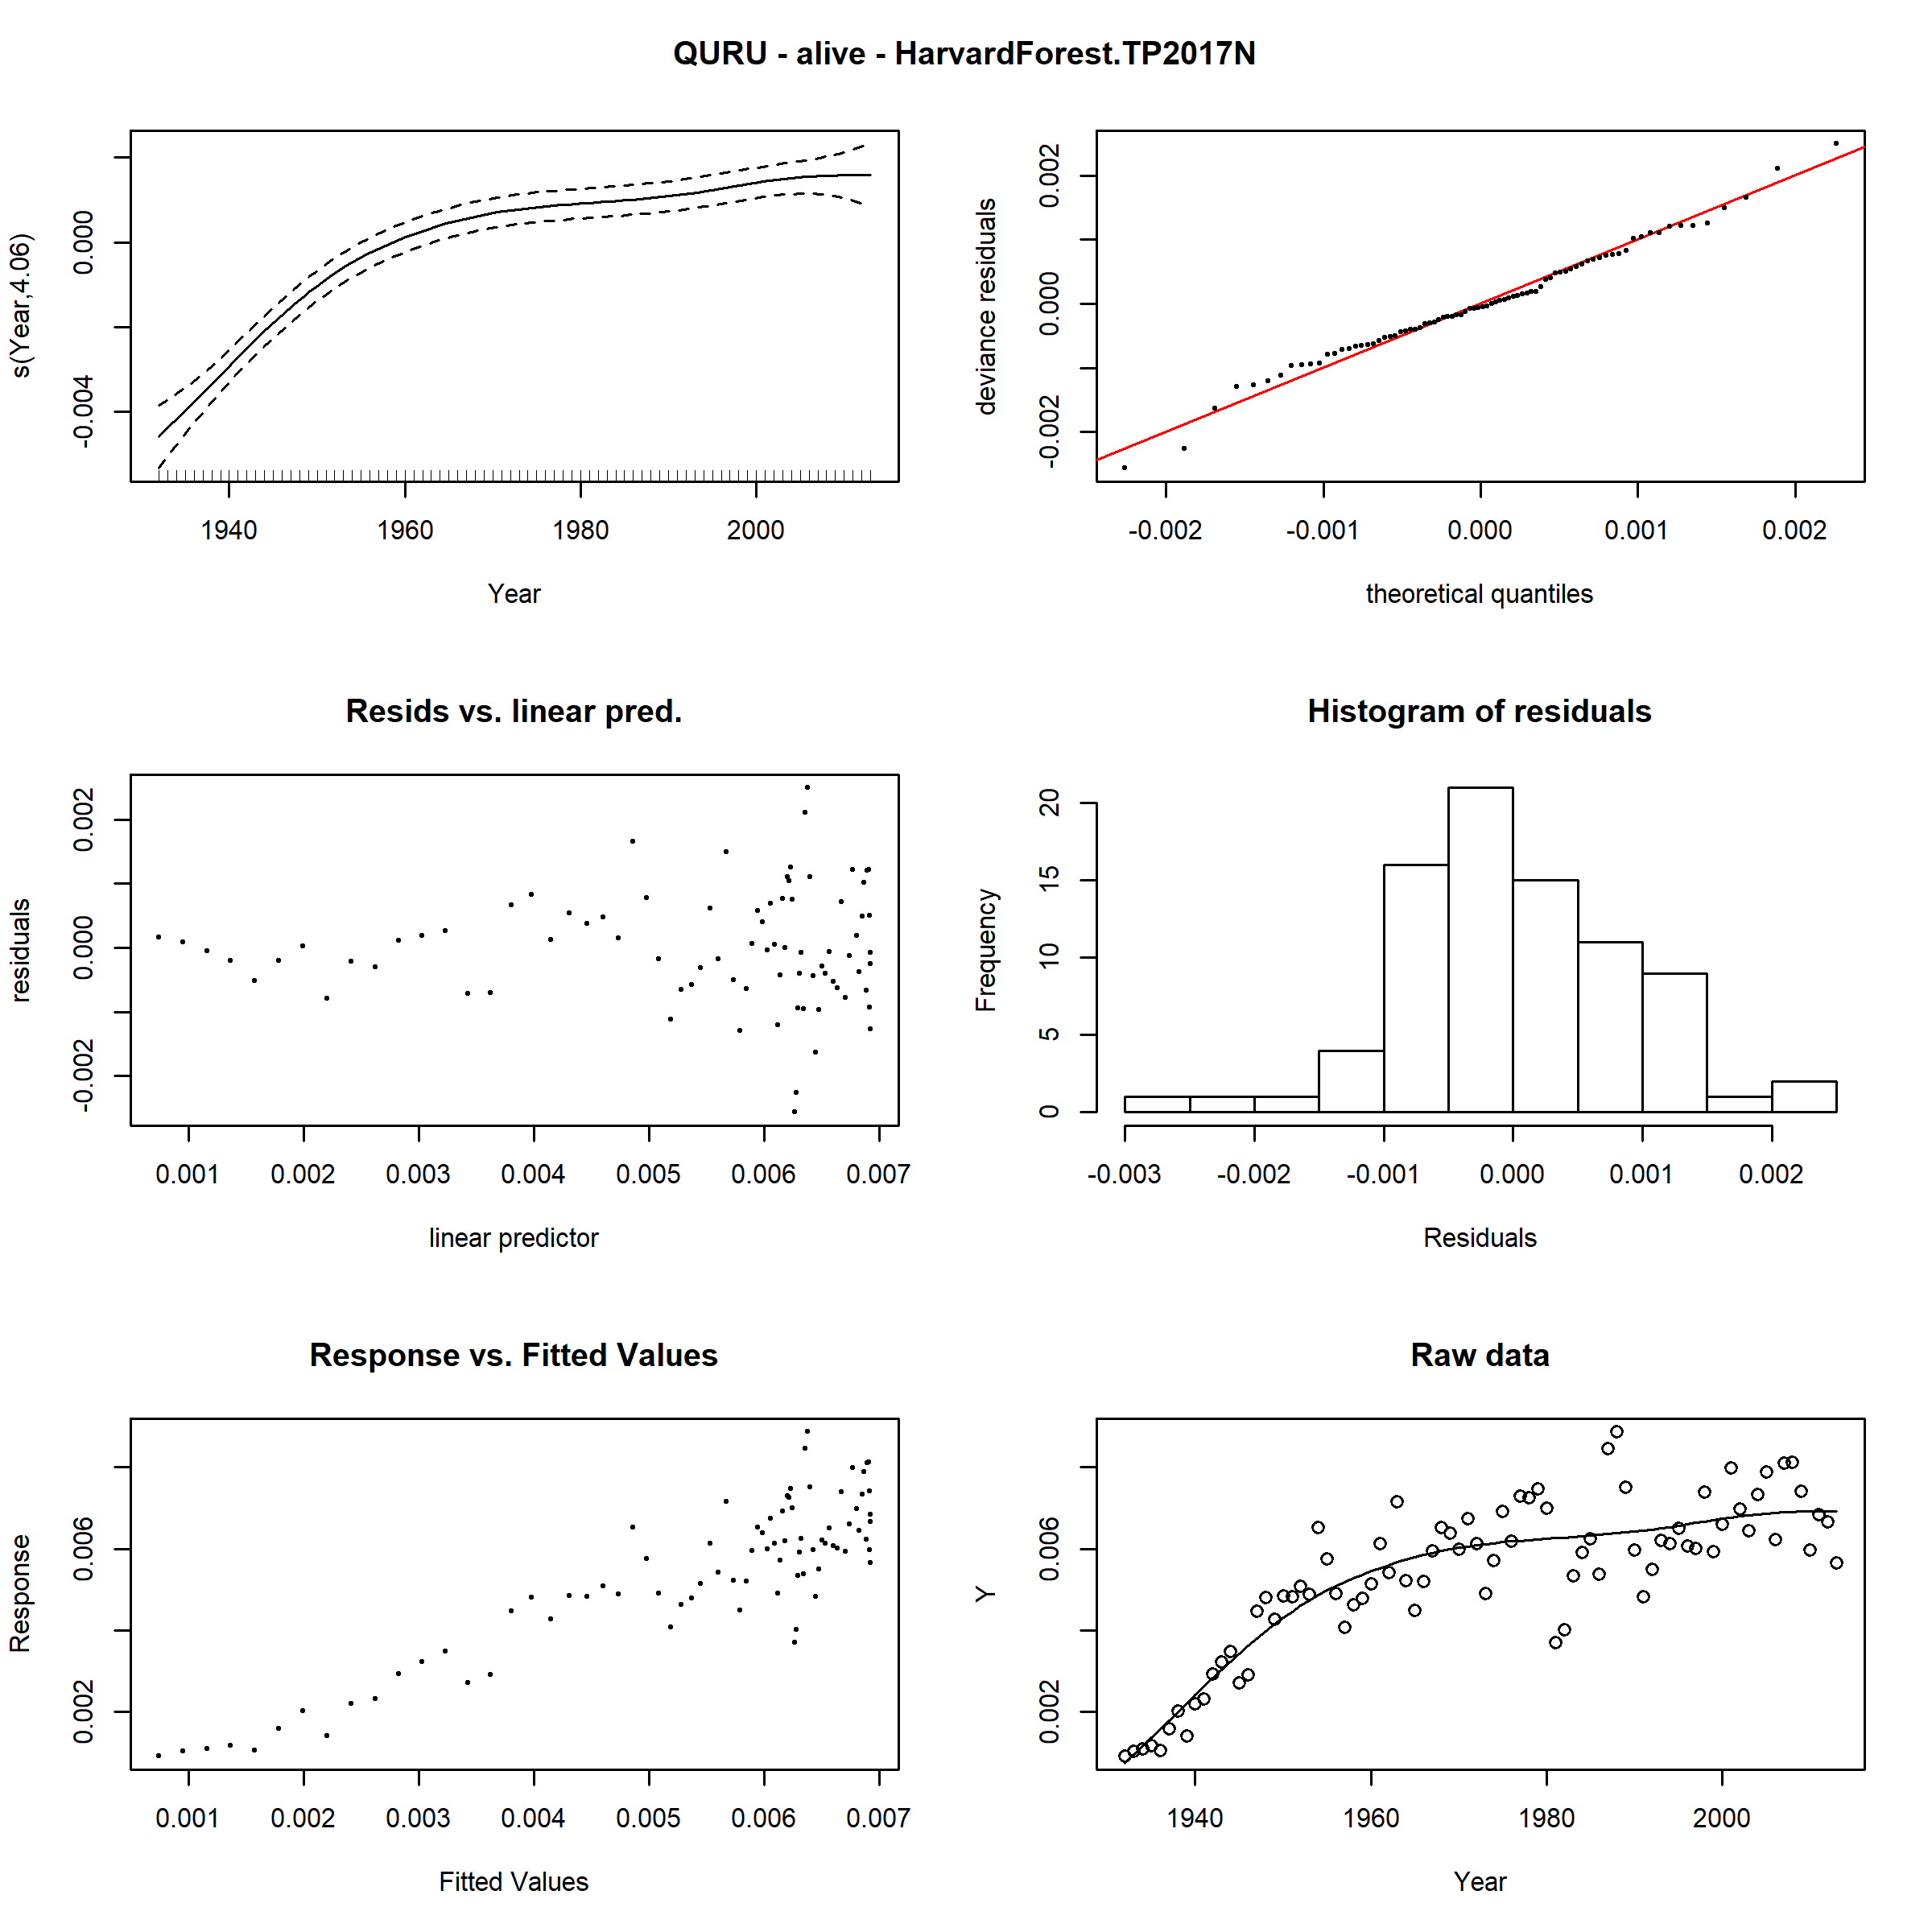 QURU - alive - HarvardForest.TP2017N
s(Year,4.06)
0.000
-0.004
1940 1960 1980 2000
Year
deviance residuals
0.002
0.000
-0.002
-0.002 -0.001 0.000 0.001 0.002
theoretical quantiles
Resids vs. linear pred.
residuals
0.002
0.000
-0.002
0.001 0.002 0.003 0.004 0.005 0.006 0.007
linear predictor
Histogram of residuals
Frequency
20
15
10
5
0
-0.003 -0.002 -0.001 0.000 0.001 0.002
Residuals
Response vs. Fitted Values
Response
0.006
0.002
0.001 0.002 0.003 0.004 0.005 0.006 0.007
Fitted Values
Raw data
Y
0.006
0.002
1940 1960 1980 2000
Year